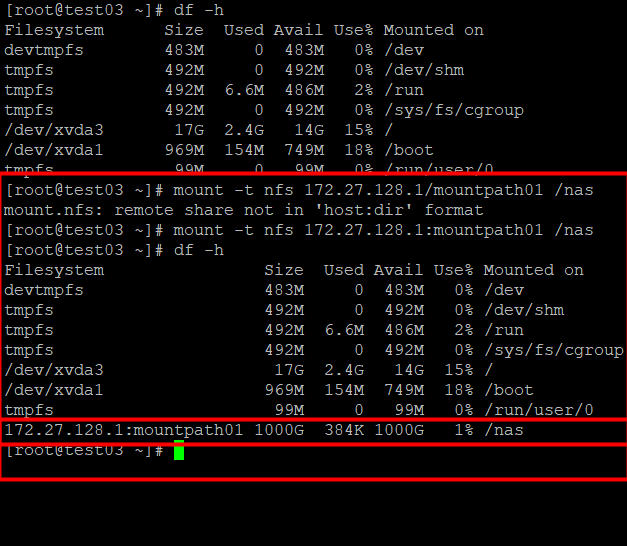 [root@test03 ~]# df -h
Filesystem Size Used Avail Use% Mounted on
devtmpfs 483M 0 483M 0% /dev
tmpfs 492M 0 492M 0% /dev/shm
tmpfs 492M 6.6M 486M 2% /run
tmpfs 492M 0 492M 0% /sys/fs/cgroup
/dev/xvda3 17G 2.4G 14G 15% /
/dev/xvda1 969M 154M 749M 18% /boot
tmpfs 99M 0 99M 0% /run/user/0
[root@test03 ~]# mount -t nfs 172.27.128.1/mountpath01 /nas
mount.nfs: remote share not in 'host:dir' format
[root@test03 ~]# mount -t nfs 172.27.128.1:mountpath01 /nas
[root@test03 ~]# df -h
Filesystem Size Used Avail Use% Mounted on
devtmpfs 483M 0 483M 0% /dev
tmpfs 492M 0 492M 0% /dev/shm
tmpfs 492M 6.6M 486M 2% /run
tmpfs 492M 0 492M 0% /sys/fs/cgroup
/dev/xvda3 17G 2.4G 14G 15% /
/dev/xvda1 969M 154M 749M 18% /boot
tmpfs 99M 0 99M 0% /run/user/0
172.27.128.1:mountpath01 1000G 384K 1000G 1% /nas
[root@test03 ~]#